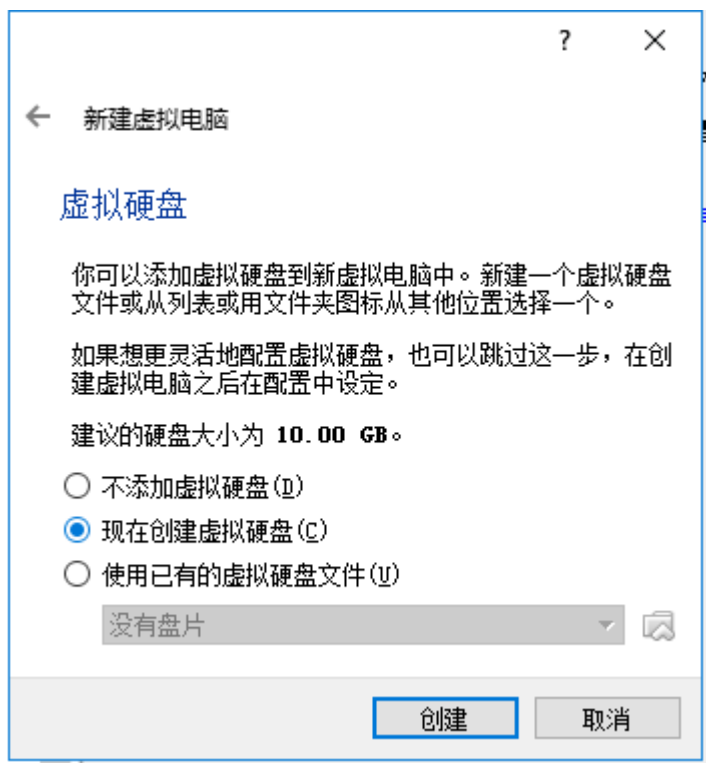 ?
新建虚拟电脑
虚拟硬盘
你可以添加虚拟硬盘到新虚拟电脑中。新建一个虚拟硬盘
文件或从列表或用文件夹图标从其他位置选择一个。
如果想更灵活地配置虚拟硬盘，也可以跳过这一步，在创
建虚拟电脑之后在配置中设定。
建议的硬盘大小为 10.00 GB。
不添加虚拟硬盘(D)
现在创建虚拟硬盘(C)
使用已有的虚拟硬盘文件(U)
没有盘片
创建
取消